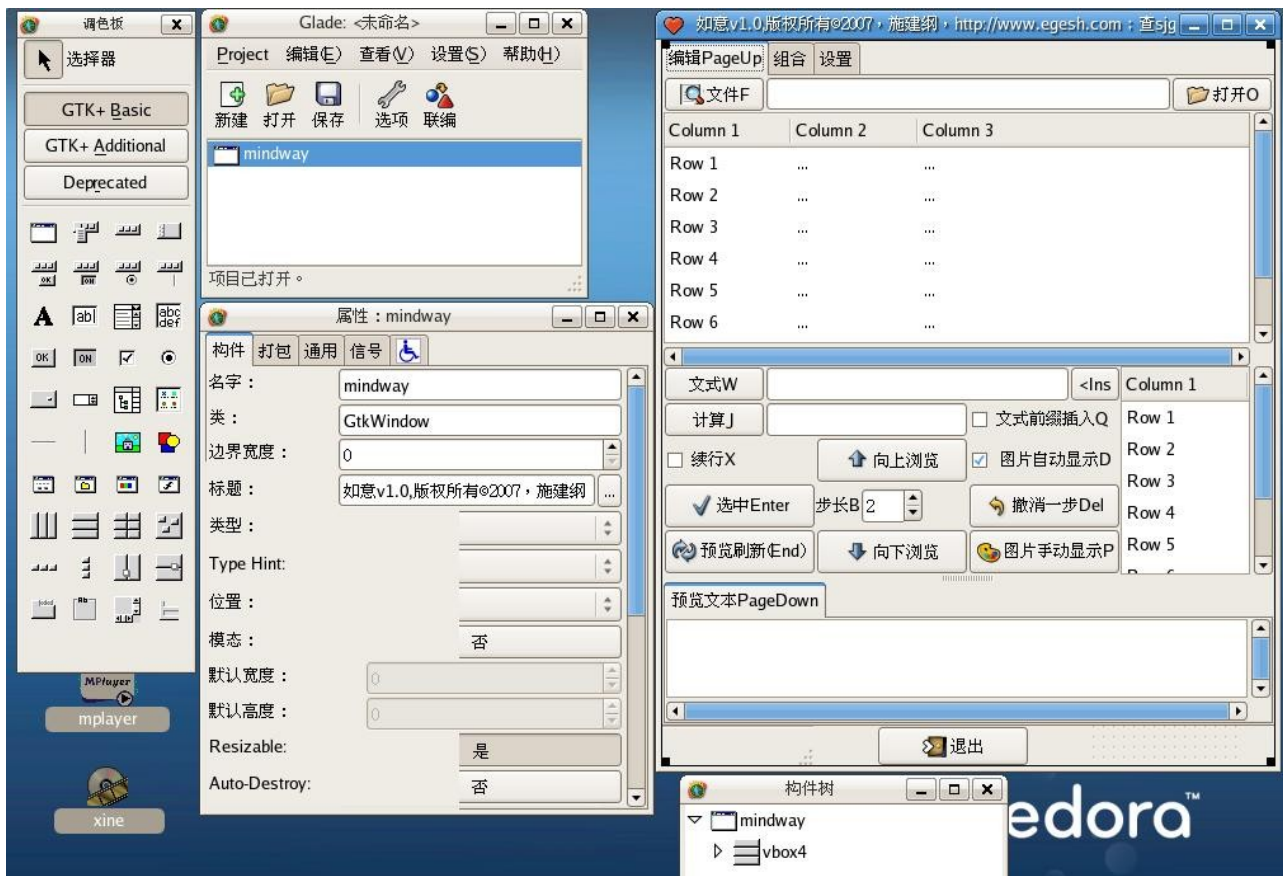 调色板
选择器
GTK+ Basic
GTK+ Additional
Deprecated
mplayer
xine
Glade: <未命名>
Project 编辑(E) 查看(V) 设置(S) 帮助(H)
新建 打开 保存 选项 联编
mindway
项目已打开。
属性：mindway
构件 打包 通用 信号
名字： mindway
类： GtkWindow
边界宽度： 0
标题： 如意v1.0,版权所有©2007，施建纲 ...
类型：
Type Hint:
位置：
模态： 否
默认宽度： 0
默认高度： 0
Resizable: 是
Auto-Destroy: 否
如意v1.0,版权所有©2007，施建纲，http://www.egesh.com；查sjg
编辑PageUp 组合 设置
文件F 打开O
Column 1 Column 2 Column 3
Row 1 ... ...
Row 2 ... ...
Row 3 ... ...
Row 4 ... ...
Row 5 ... ...
Row 6 ... ...
文式W <Ins Column 1
计算J 文式前缀插入Q Row 1
续行X 向上浏览 图片自动显示D Row 2
Row 3
选中Enter 步长B 2 撤消一步Del Row 4
预览刷新(End) 向下浏览 图片手动显示P Row 5
预览文本PageDown
退出
构件树
mindway
vbox4
edora™